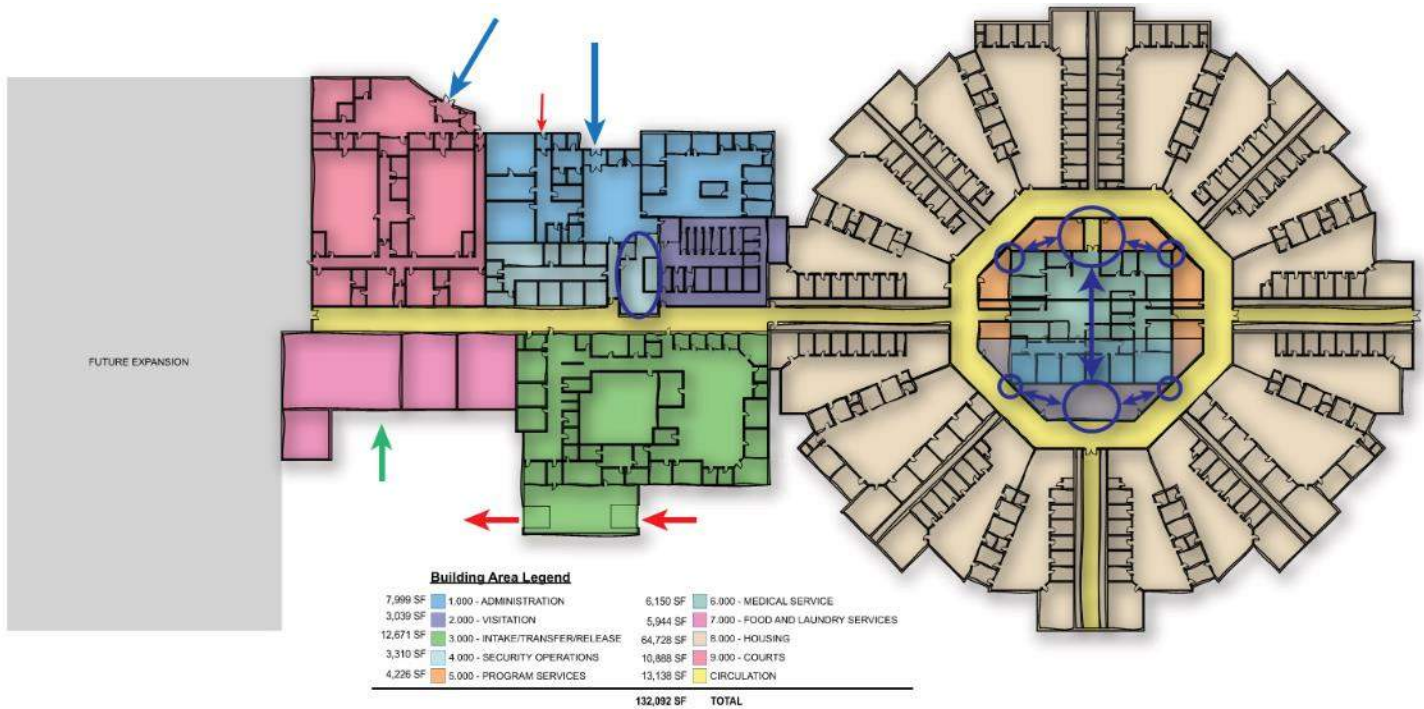 FUTURE EXPANSION
Building Area Legend
7,999 SF 1.000 - ADMINISTRATION
3,039 SF 2.000 - VISITATION
12,671 SF 3.000 - INTAKE/TRANSFER/RELEASE
3,310 SF 4.000 - SECURITY OPERATIONS
4,226 SF 5.000 - PROGRAM SERVICES
6,150 SF 6.000 - MEDICAL SERVICE
5,944 SF 7.000 - FOOD AND LAUNDRY SERVICES
64,728 SF 8.000 - HOUSING
10,888 SF 9.000 - COURTS
13,138 SF CIRCULATION
132,092 SF TOTAL